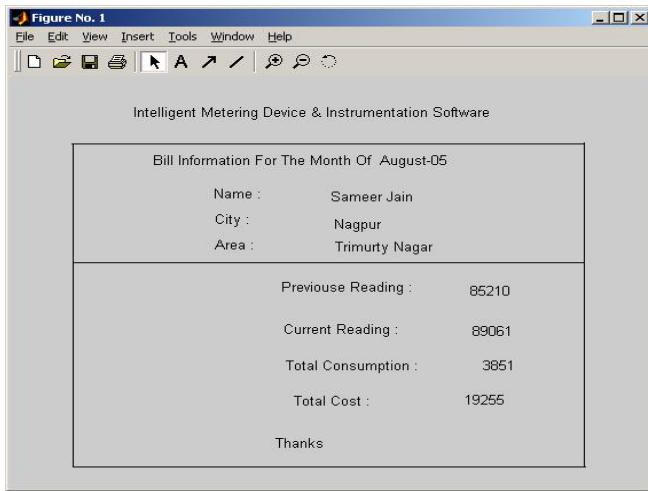 Figure No. 1
File Edit View Insert Tools Window Help
A
Intelligent Metering Device & Instrumentation Software
Bill Information For The Month Of August-05
Name : Sameer Jain
City : Nagpur
Area : Trimurty Nagar
Previouse Reading : 85210
Current Reading : 89061
Total Consumption : 3851
Total Cost : 19255
Thanks